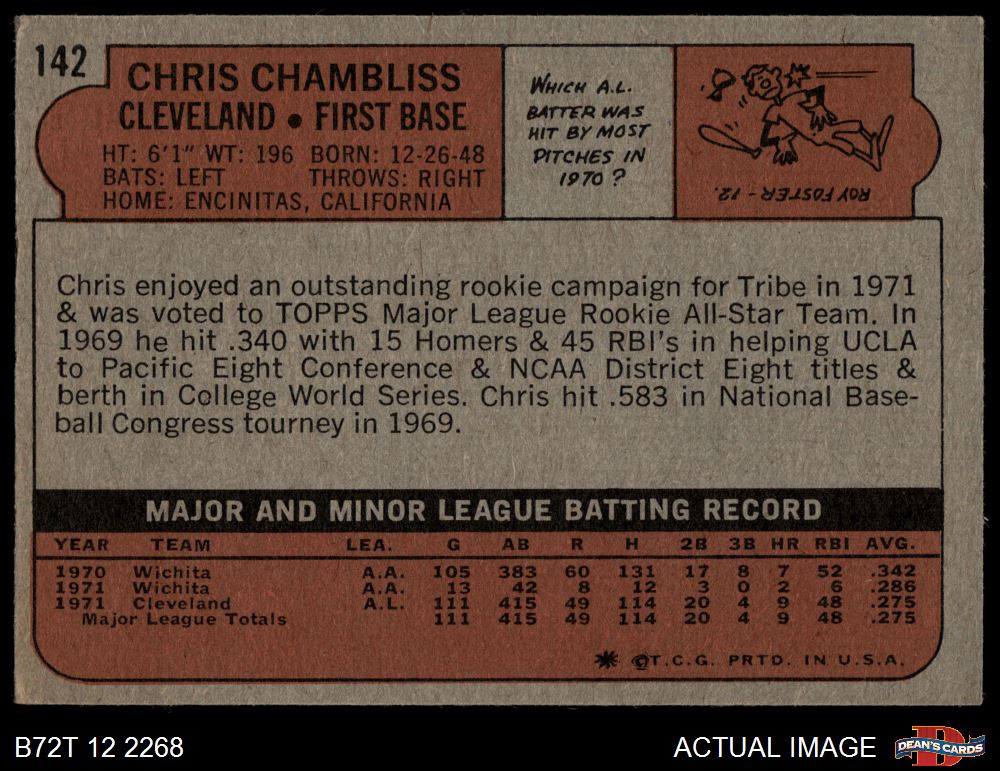 142
CHRIS CHAMBLISS
CLEVELAND • FIRST BASE
HT: 6'1" WT: 196 BORN: 12-26-48
BATS: LEFT THROWS: RIGHT
HOME: ENCINITAS, CALIFORNIA
WHICH A.L.
BATTER WAS
HIT BY MOST
PITCHES IN
1970?
ROY FOSTER - 12.
Chris enjoyed an outstanding rookie campaign for Tribe in 1971
& was voted to TOPPS Major League Rookie All-Star Team. In
1969 he hit .340 with 15 Homers & 45 RBI's in helping UCLA
to Pacific Eight Conference & NCAA District Eight titles &
berth in College World Series. Chris hit .583 in National Base-
ball Congress tourney in 1969.
MAJOR AND MINOR LEAGUE BATTING RECORD
YEAR TEAM LEA. G AB R H 2B 3B HR RBI AVG.
1970 Wichita A.A. 105 383 60 131 17 8 7 52 .342
1971 Wichita A.A. 13 42 8 12 3 0 2 6 .286
1971 Cleveland A.L. 111 415 49 114 20 4 9 48 .275
Major League Totals 111 415 49 114 20 4 9 48 .275
* ©T.C.G. PRTD. IN U.S.A.
B72T 12 2268
ACTUAL IMAGE
DEAN'S CARDS